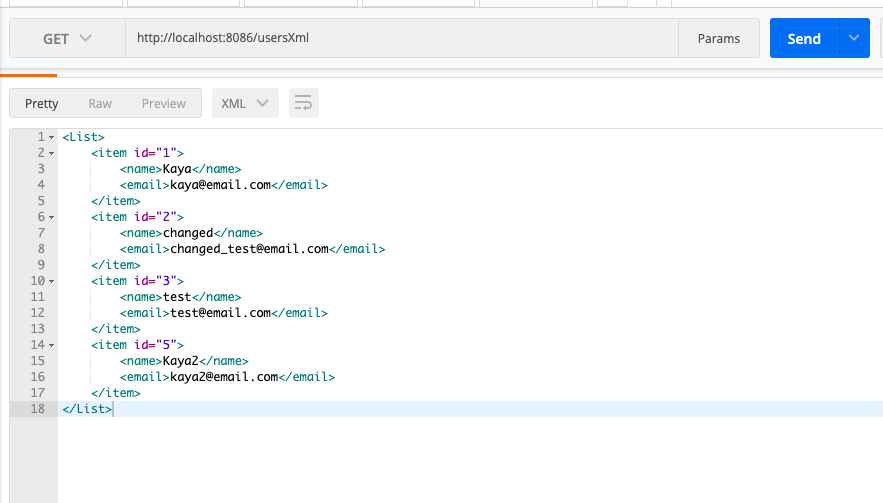 GET http://localhost:8086/usersXml Params Send
Pretty Raw Preview XML
1 <List>
2 <item id="1">
3 <name>Kaya</name>
4 <email>kaya@email.com</email>
5 </item>
6 <item id="2">
7 <name>changed</name>
8 <email>changed_test@email.com</email>
9 </item>
10 <item id="3">
11 <name>test</name>
12 <email>test@email.com</email>
13 </item>
14 <item id="5">
15 <name>Kaya2</name>
16 <email>kaya2@email.com</email>
17 </item>
18 </List>